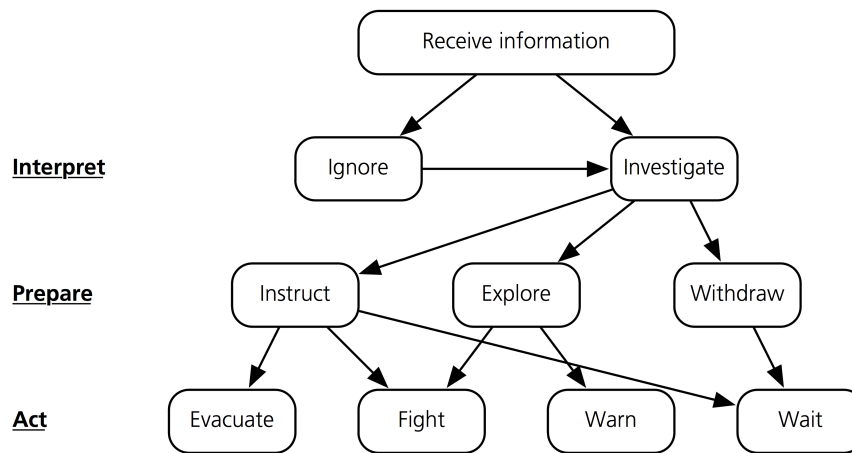 Receive information
Interpret
Ignore
Investigate
Prepare
Instruct
Explore
Withdraw
Act
Evacuate
Fight
Warn
Wait